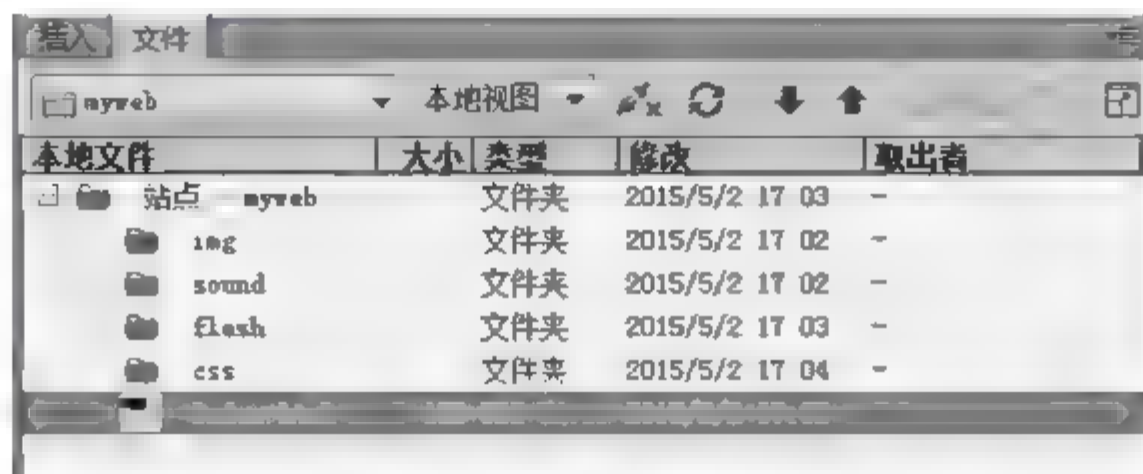 插入 文件
myweb 本地视图
本地文件 大小 类型 修改 取出者
站点 - myweb 文件夹 2015/5/2 17 03 -
img 文件夹 2015/5/2 17 02 -
sound 文件夹 2015/5/2 17 02 -
flash 文件夹 2015/5/2 17 03 -
css 文件夹 2015/5/2 17 04 -